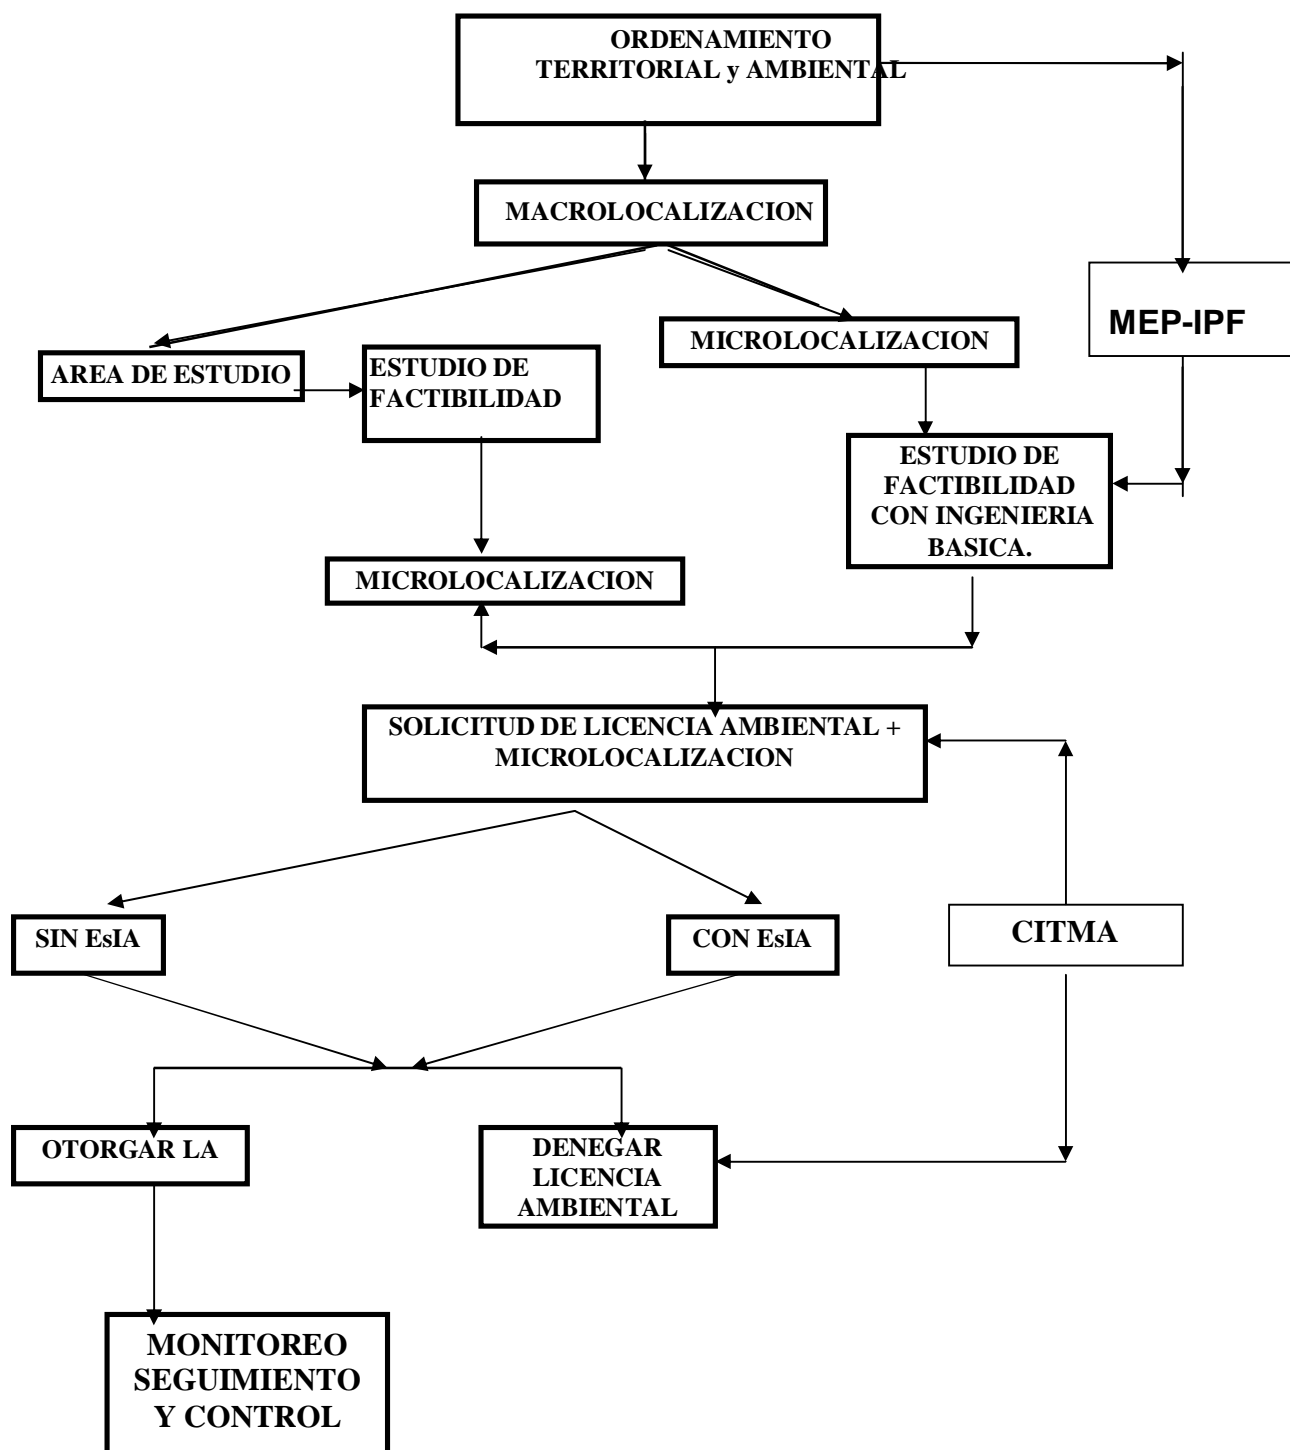 ORDENAMIENTO
TERRITORIAL y AMBIENTAL
MACROLOCALIZACION
MEP-IPF
MICROLOCALIZACION
AREA DE ESTUDIO
ESTUDIO DE
FACTIBILIDAD
ESTUDIO DE
FACTIBILIDAD
CON INGENIERIA
BASICA.
MICROLOCALIZACION
SOLICITUD DE LICENCIA AMBIENTAL +
MICROLOCALIZACION
SIN EsIA
CON EsIA
CITMA
OTORGAR LA
DENEGAR
LICENCIA
AMBIENTAL
MONITOREO
SEGUIMIENTO
Y CONTROL